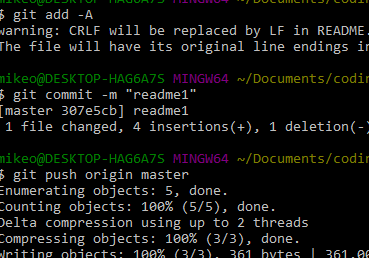 $ git add -A
warning: CRLF will be replaced by LF in README.
The file will have its original line endings in
mikeo@DESKTOP-HAG6A7S MINGW64 ~/Documents/codin
$ git commit -m "readme1"
[master 307e5cb] readme1
1 file changed, 4 insertions(+), 1 deletion(-)
mikeo@DESKTOP-HAG6A7S MINGW64 ~/Documents/codin
$ git push origin master
Enumerating objects: 5, done.
Counting objects: 100% (5/5), done.
Delta compression using up to 2 threads
Compressing objects: 100% (3/3), done.
Writing objects: 100% (3/3), 361 bytes | 361.00